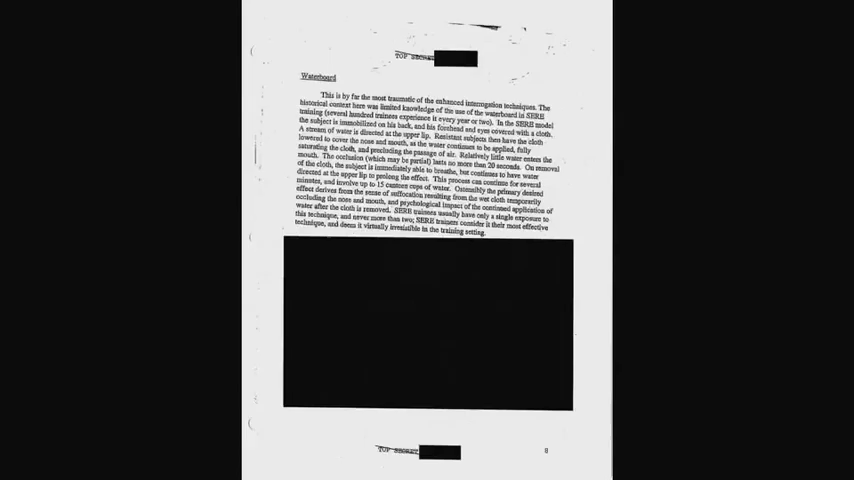 TOP SECRET
Waterboard
This is by far the most traumatic of the enhanced interrogation techniques. The
historical context here was limited knowledge of the use of the waterboard in SERE
training (several hundred trainees experience it every year or two). In the SERE model
the subject is immobilized on his back, and his forehead and eyes covered with a cloth.
A stream of water is directed at the upper lip. Resistant subjects then have the cloth
lowered to cover the nose and mouth, as the water continues to be applied, fully
saturating the cloth, and precluding the passage of air. Relatively little water enters the
mouth. The occlusion (which may be partial) lasts no more than 20 seconds. On removal
of the cloth, the subject is immediately able to breathe, but continues to have water
directed at the upper lip to prolong the effect. This process can continue for several
minutes, and involve up to 15 canteen cups of water. Ostensibly the primary desired
effect derives from the sense of suffocation resulting from the wet cloth temporarily
occluding the nose and mouth, and psychological impact of the continued application of
water after the cloth is removed. SERE trainees usually have only a single exposure to
this technique, and never more than two; SERE trainers consider it their most effective
technique, and deem it virtually irresistible in the training setting.
TOP SECRET
8